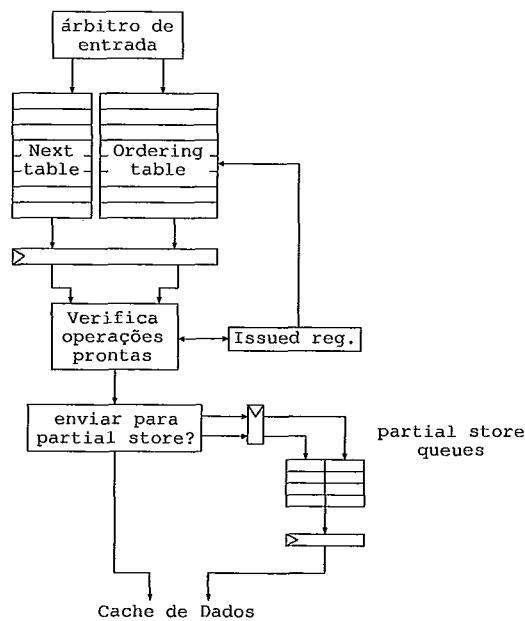 árbitro de
entrada
Next
table
Ordering
table
Verifica
operações
prontas
Issued reg.
enviar para
partial store?
partial store
queues
Cache de Dados